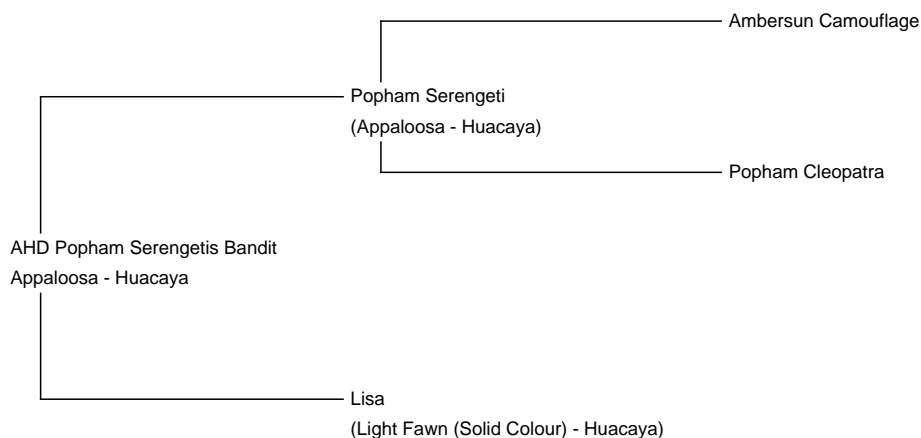 Ambersun Camouflage
Popham Serengeti
(Appaloosa - Huacaya)
Popham Cleopatra
AHD Popham Serengetis Bandit
Appaloosa - Huacaya
Lisa
(Light Fawn (Solid Colour) - Huacaya)